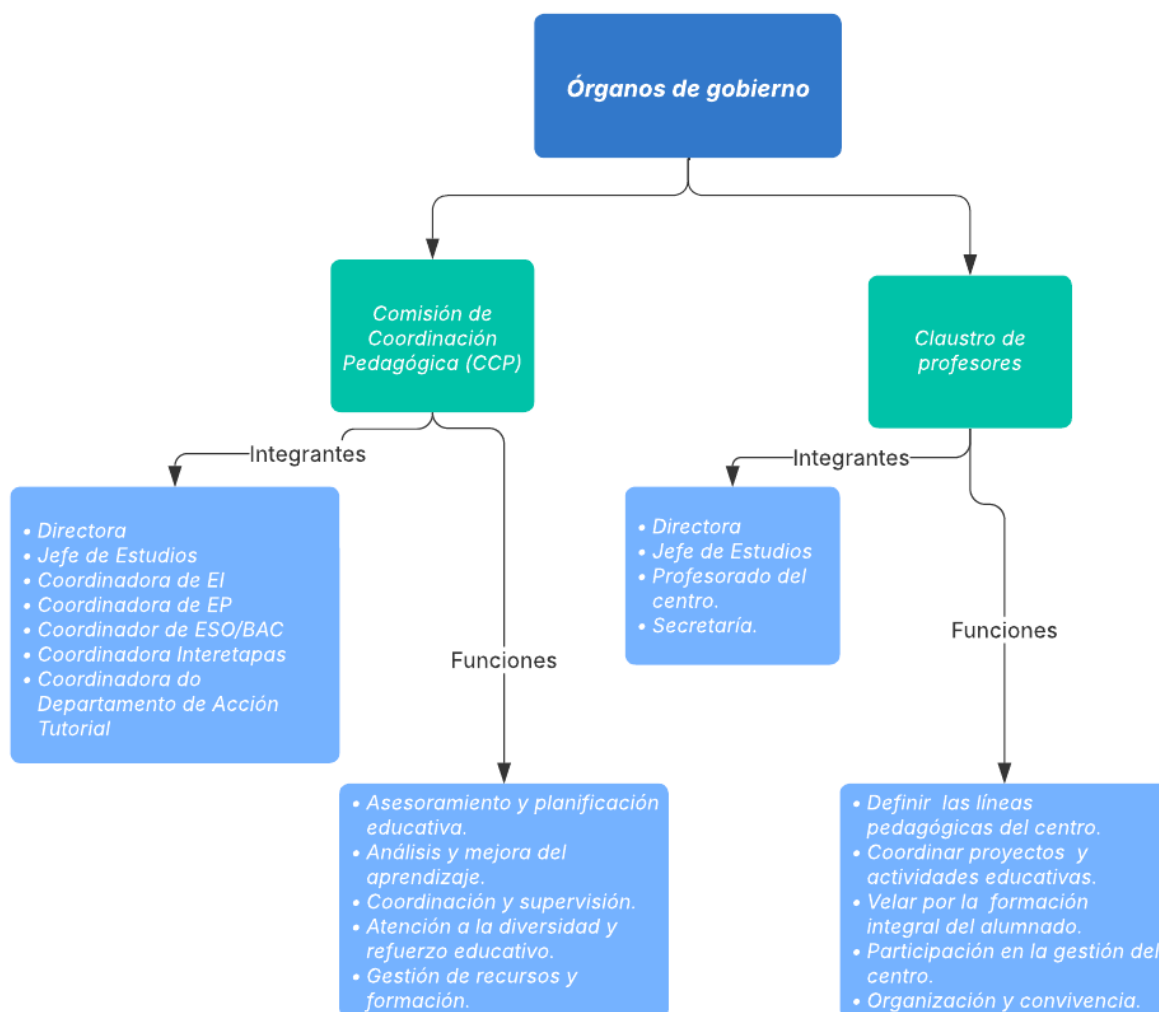 Órganos de gobierno
Comisión de
Coordinación
Pedagógica (CCP)
Claustro de
profesores
Integrantes
Integrantes
• Directora
• Jefe de Estudios
• Coordinadora de EI
• Coordinadora de EP
• Coordinador de ESO/BAC
• Coordinadora Interetapas
• Coordinadora do
Departamento de Acción
Tutorial
• Directora
• Jefe de Estudios
• Profesorado del
centro.
• Secretaría.
Funciones
Funciones
• Asesoramiento y planificación
educativa.
• Análisis y mejora del
aprendizaje.
• Coordinación y supervisión.
• Atención a la diversidad y
refuerzo educativo.
• Gestión de recursos y
formación.
• Definir las líneas
pedagógicas del centro.
• Coordinar proyectos y
actividades educativas.
• Velar por la formación
integral del alumnado.
• Participación en la gestión del
centro.
• Organización y convivencia.